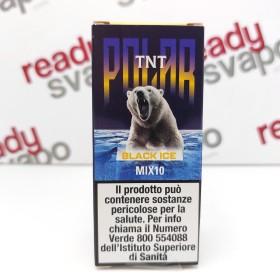 ready
svapo
ready
svapo
POLAR
TNT
BLACK ICE
MIX10
Il prodotto può
contenere sostanze
pericolose per la
salute. Per info
chiama il Numero
Verde 800 554088
dell'Istituto Superiore
di Sanità